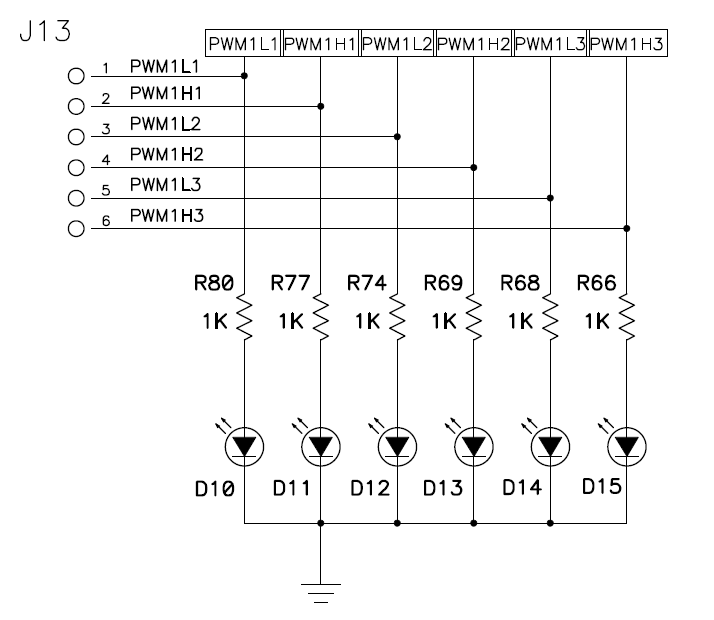 J13
PWM1L1 PWM1H1 PWM1L2 PWM1H2 PWM1L3 PWM1H3
1 PWM1L1
2 PWM1H1
3 PWM1L2
4 PWM1H2
5 PWM1L3
6 PWM1H3
R80 R77 R74 R69 R68 R66
1K 1K 1K 1K 1K 1K
D10 D11 D12 D13 D14 D15